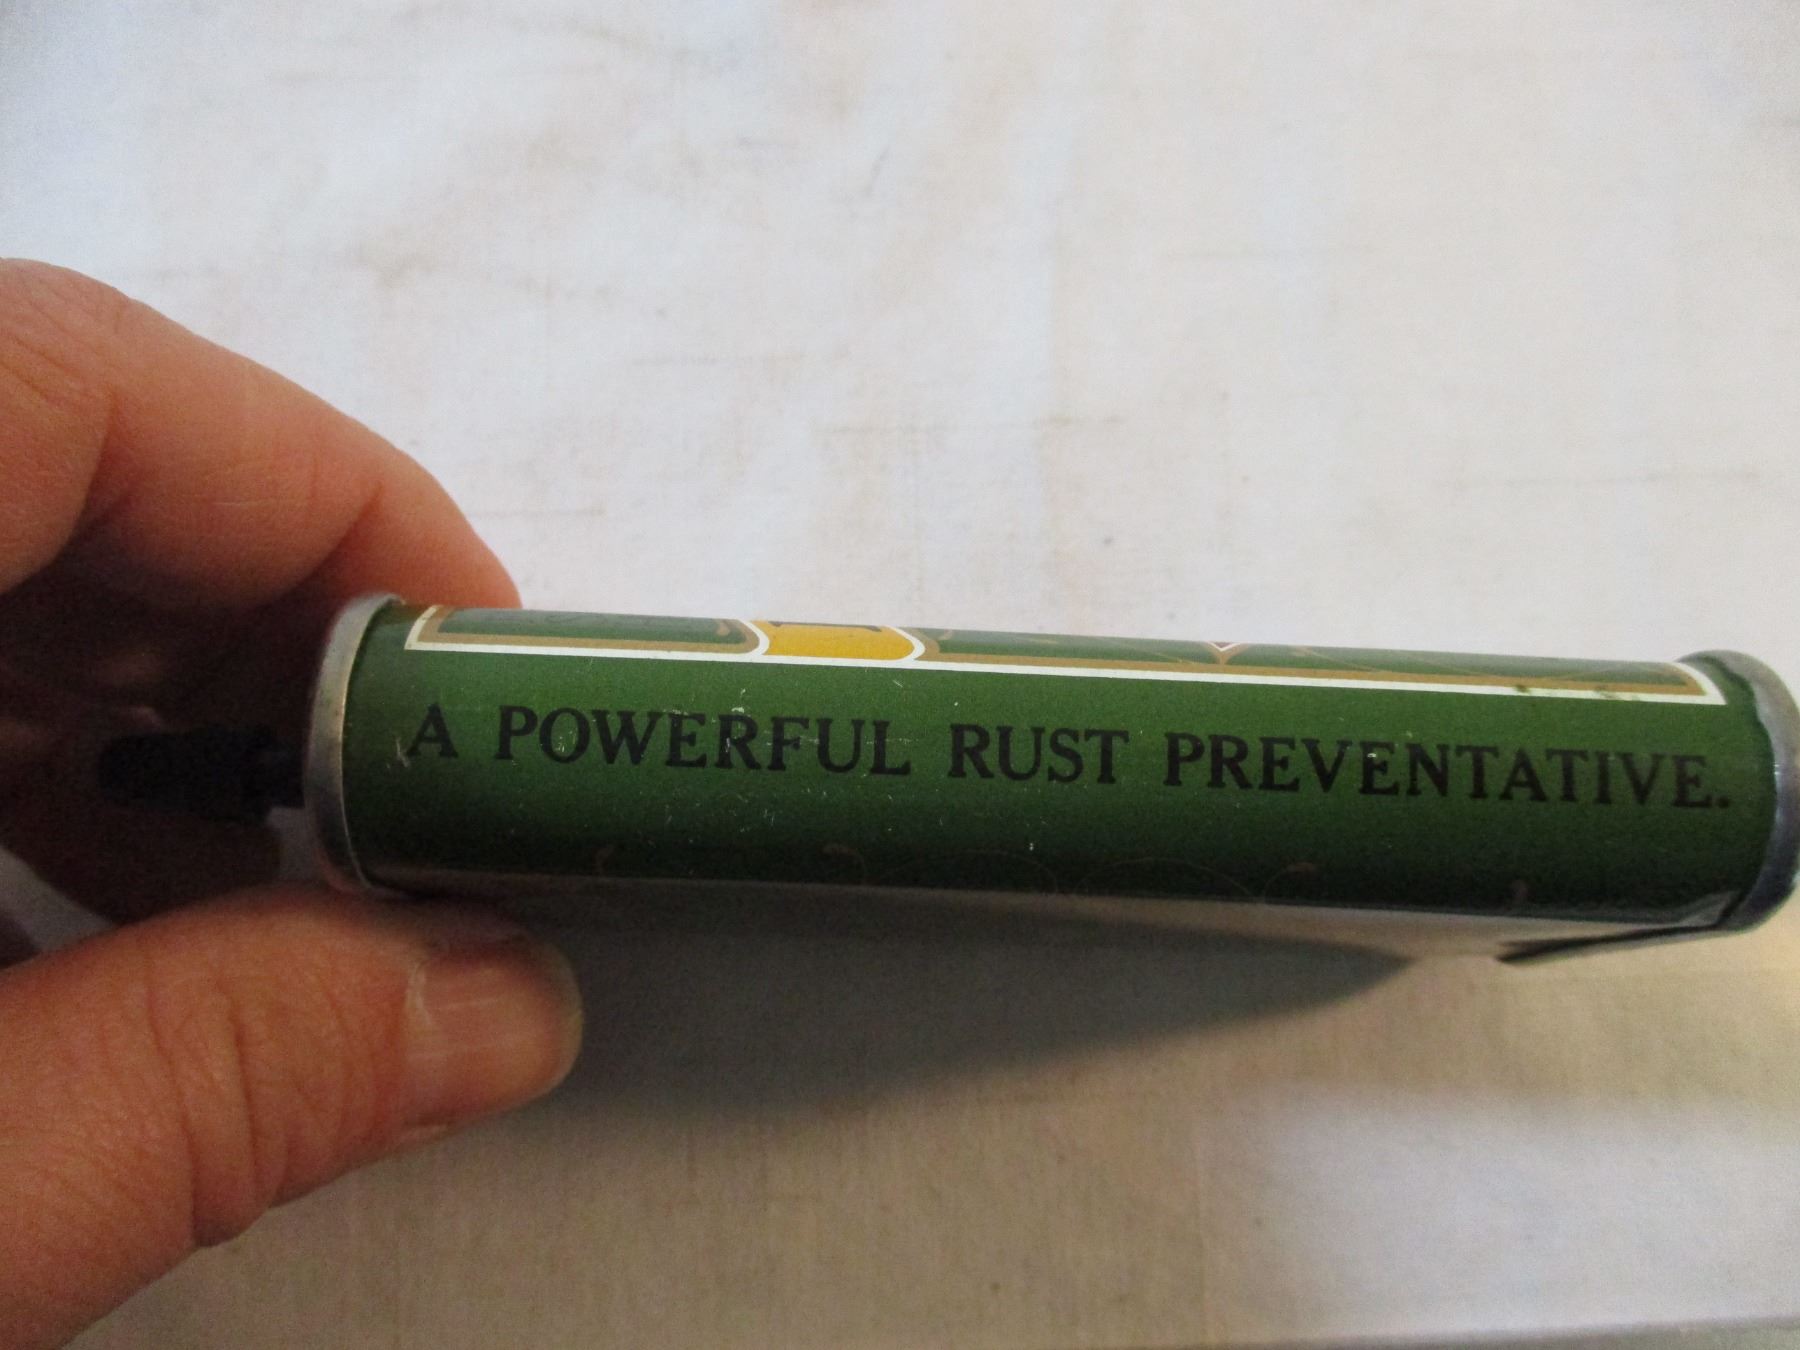 A POWERFUL RUST PREVENTATIVE.